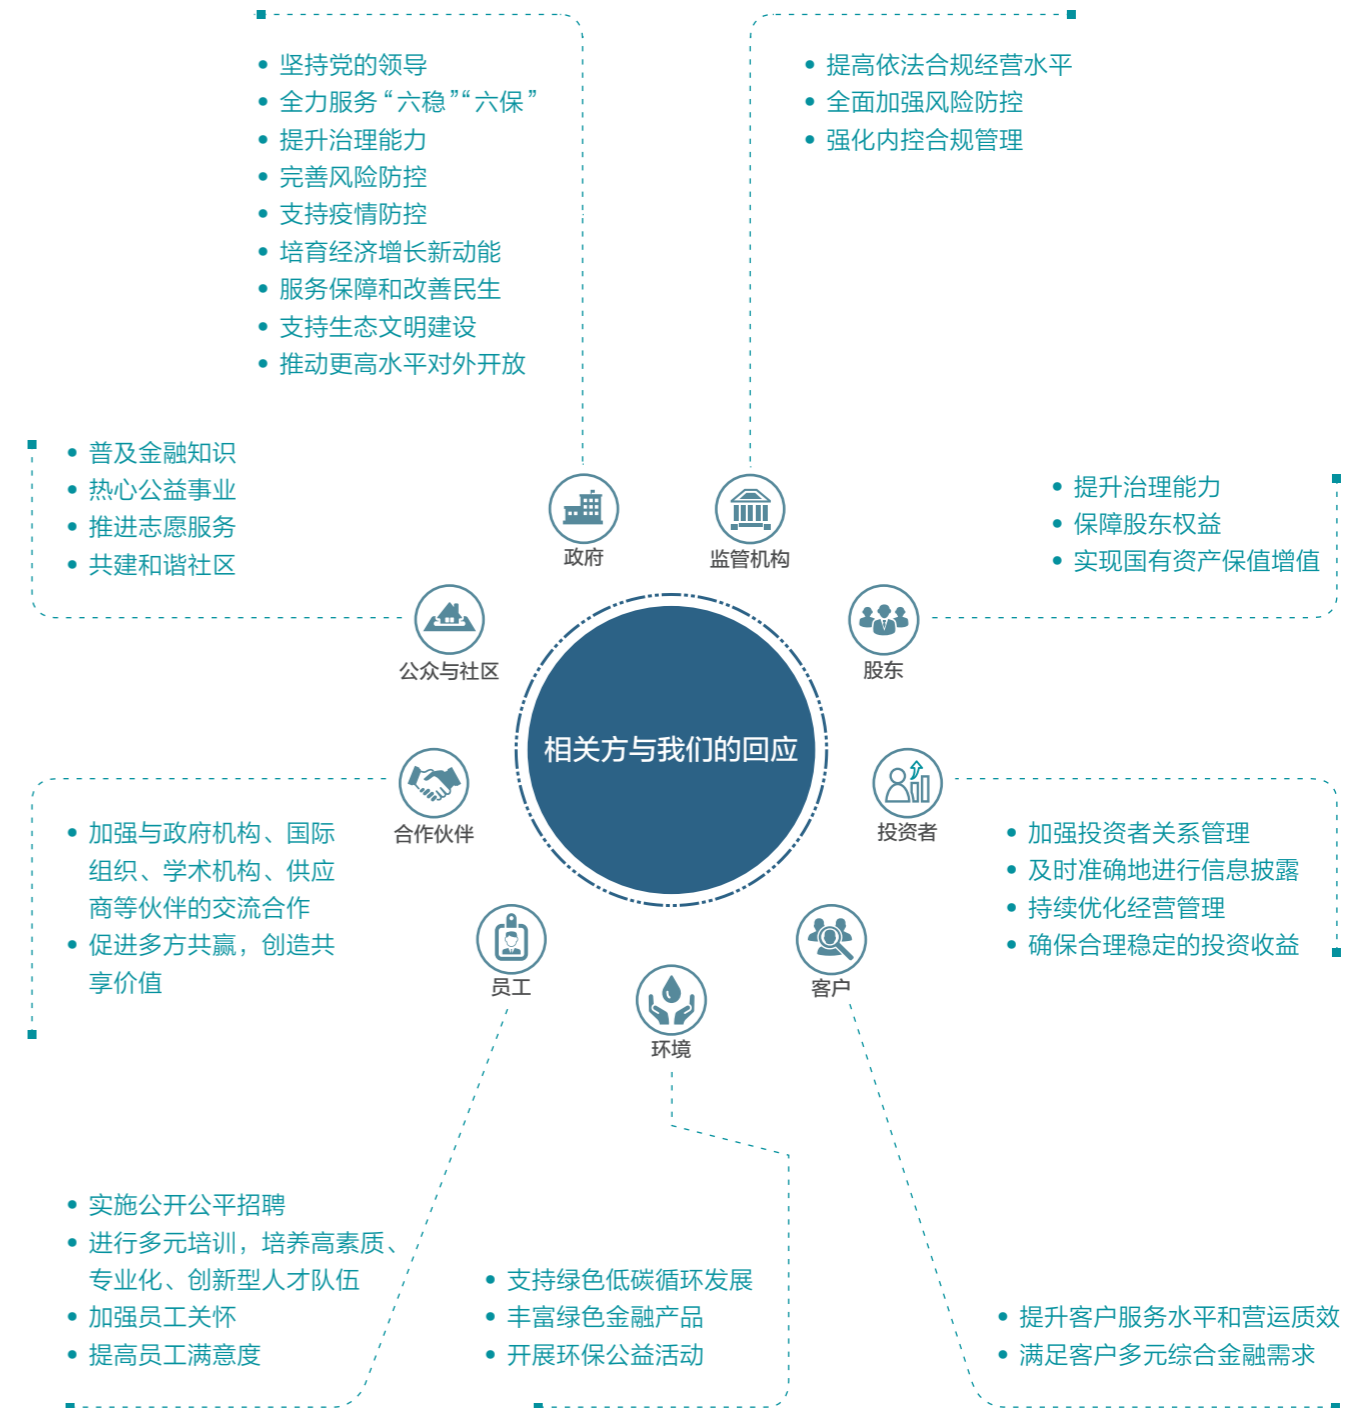 坚持党的领导
全力服务“六稳”“六保”
提升治理能力
完善风险防控
支持疫情防控
培育经济增长新动能
服务保障和改善民生
支持生态文明建设
推动更高水平对外开放
政府
提高依法合规经营水平
全面加强风险防控
强化内控合规管理
监管机构
普及金融知识
热心公益事业
推进志愿服务
共建和谐社区
公众与社区
提升治理能力
保障股东权益
实现国有资产保值增值
股东
相关方与我们的回应
合作伙伴
加强与政府机构、国际
组织、学术机构、供应
商等伙伴的交流合作
促进多方共赢，创造共
享价值
投资者
加强投资者关系管理
及时准确地进行信息披露
持续优化经营管理
确保合理稳定的投资收益
员工
环境
客户
实施公开公平招聘
进行多元培训，培养高素质、
专业化、创新型人才队伍
加强员工关怀
提高员工满意度
支持绿色低碳循环发展
丰富绿色金融产品
开展环保公益活动
提升客户服务水平和营运质效
满足客户多元综合金融需求